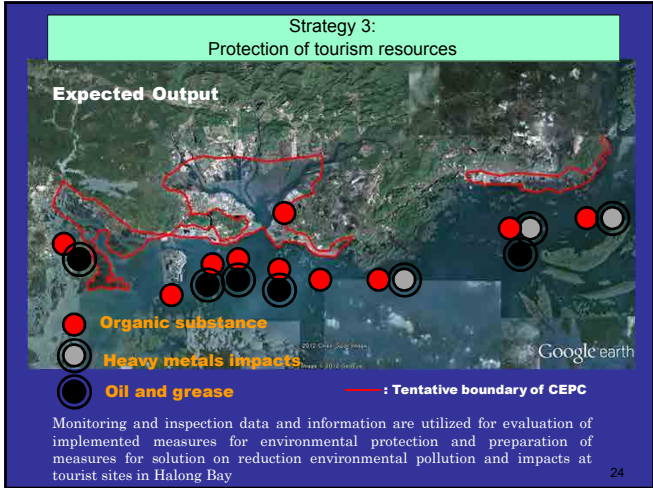 Strategy 3:
Protection of tourism resources
Expected Output
Organic substance
Heavy metals impacts
Oil and grease
Google earth
: Tentative boundary of CEPC
Monitoring and inspection data and information are utilized for evaluation of
implemented measures for environmental protection and preparation of
measures for solution on reduction environmental pollution and impacts at
tourist sites in Halong Bay
24